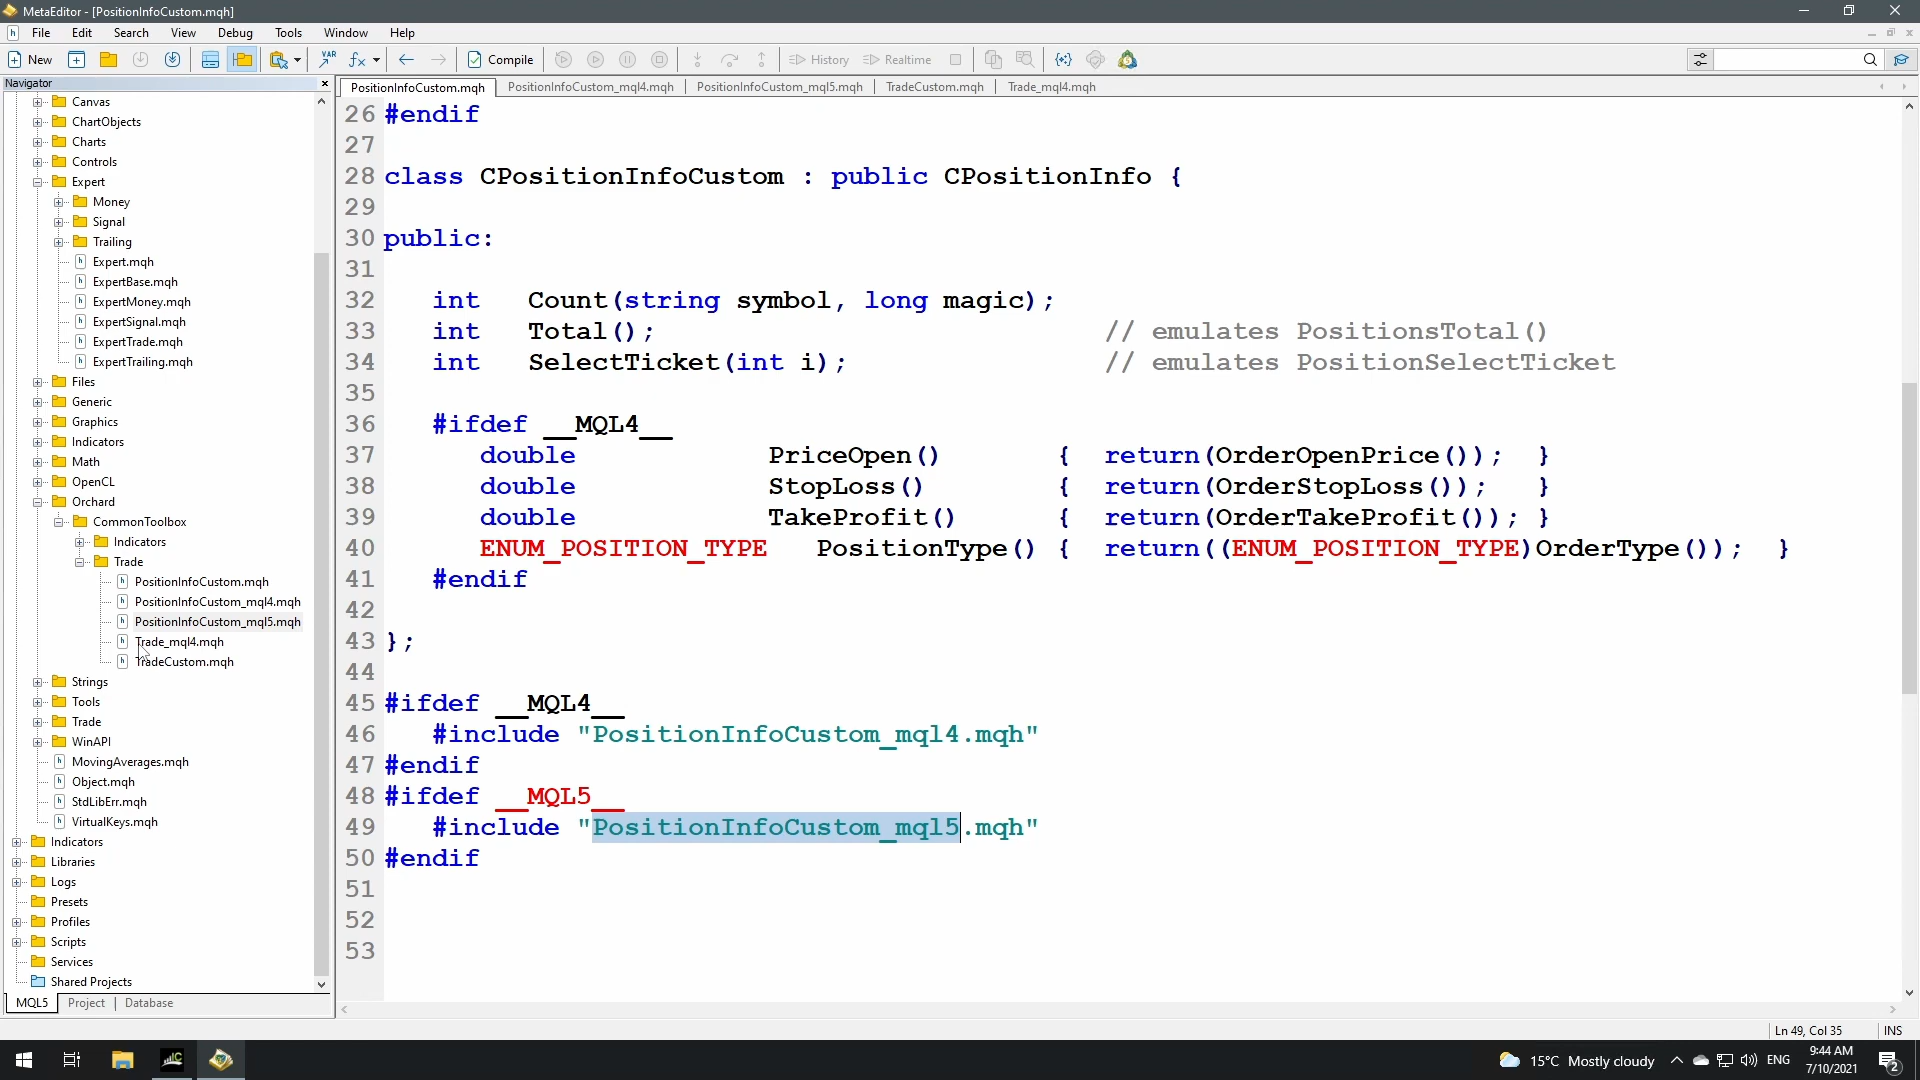 MetaEditor - [PositionInfoCustom.mqh]
File Edit Search View Debug Tools Window Help
New VAR fx Compile History Realtime
Navigator
PositionInfoCustom.mqh PositionInfoCustom_mql4.mqh PositionInfoCustom_mql5.mqh TradeCustom.mqh Trade_mql4.mqh
Canvas
ChartObjects
Charts
Controls
Expert
Money
Signal
Trailing
Expert.mqh
ExpertBase.mqh
ExpertMoney.mqh
ExpertSignal.mqh
ExpertTrade.mqh
ExpertTrailing.mqh
Files
Generic
Graphics
Indicators
Math
OpenCL
Orchard
CommonToolbox
Indicators
Trade
PositionInfoCustom.mqh
PositionInfoCustom_mql4.mqh
PositionInfoCustom_mql5.mqh
Trade_mql4.mqh
TradeCustom.mqh
Strings
Tools
Trade
WinAPI
MovingAverages.mqh
Object.mqh
StdLibErr.mqh
VirtualKeys.mqh
Indicators
Libraries
Logs
Presets
Profiles
Scripts
Services
Shared Projects
MQL5 Project Database
26 #endif
27
28 class CPositionInfoCustom : public CPositionInfo {
29
30 public:
31
32 int Count(string symbol, long magic);
33 int Total(); // emulates PositionsTotal()
34 int SelectTicket(int i); // emulates PositionSelectTicket
35
36 #ifdef __MQL4__
37 double PriceOpen() { return(OrderOpenPrice()); }
38 double StopLoss() { return(OrderStopLoss()); }
39 double TakeProfit() { return(OrderTakeProfit()); }
40 ENUM_POSITION_TYPE PositionType() { return((ENUM_POSITION_TYPE)OrderType()); }
41 #endif
42
43 };
44
45 #ifdef __MQL4__
46 #include "PositionInfoCustom_mql4.mqh"
47 #endif
48 #ifdef __MQL5__
49 #include "PositionInfoCustom_mql5.mqh"
50 #endif
51
52
53
Ln 49, Col 35 INS
15°C Mostly cloudy ENG 9:44 AM
7/10/2021 2